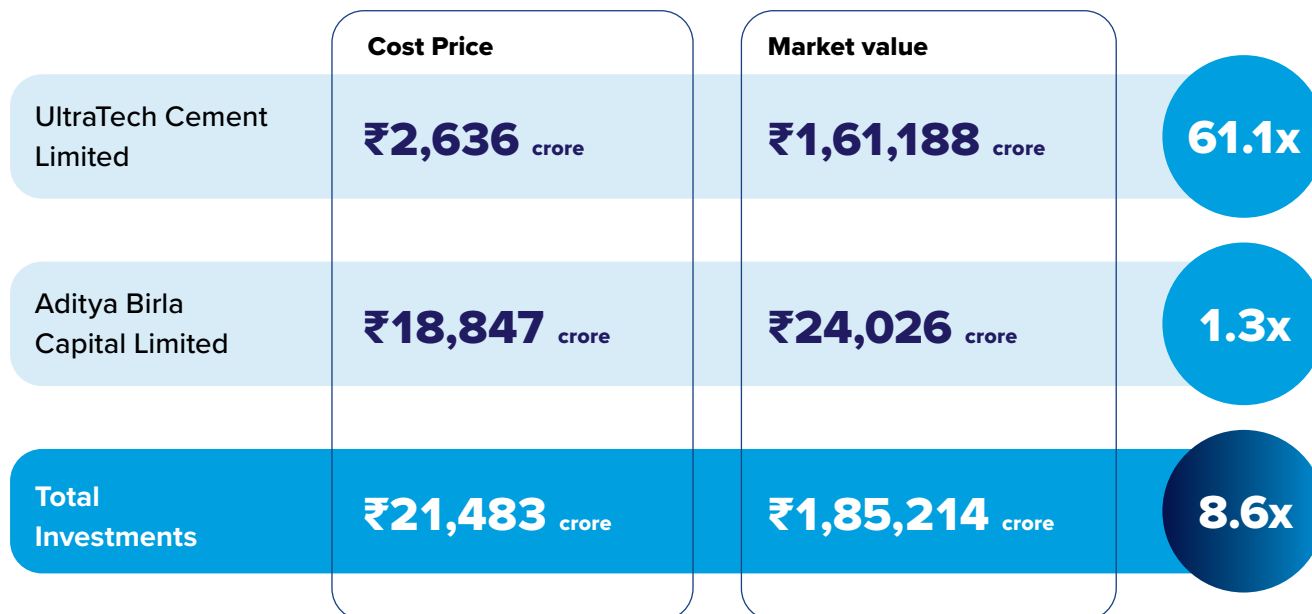 Cost Price
Market value
UltraTech Cement
Limited
₹2,636 crore
₹1,61,188 crore
61.1x
Aditya Birla
Capital Limited
₹18,847 crore
₹24,026 crore
1.3x
Total
Investments
₹21,483 crore
₹1,85,214 crore
8.6x